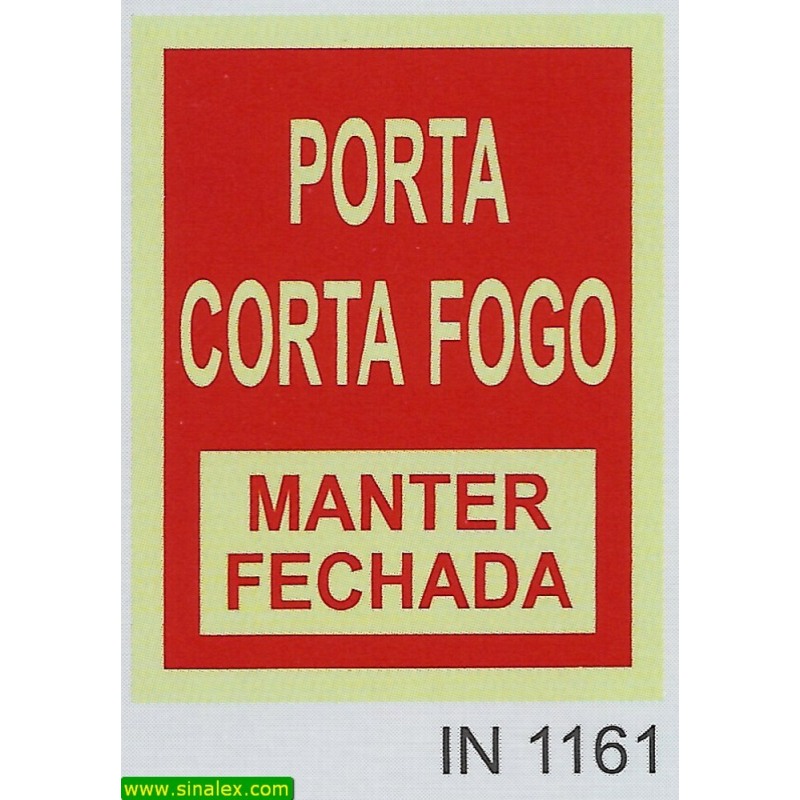 PORTA
CORTA FOGO
MANTER
FECHADA
IN 1161
www.sinalex.com